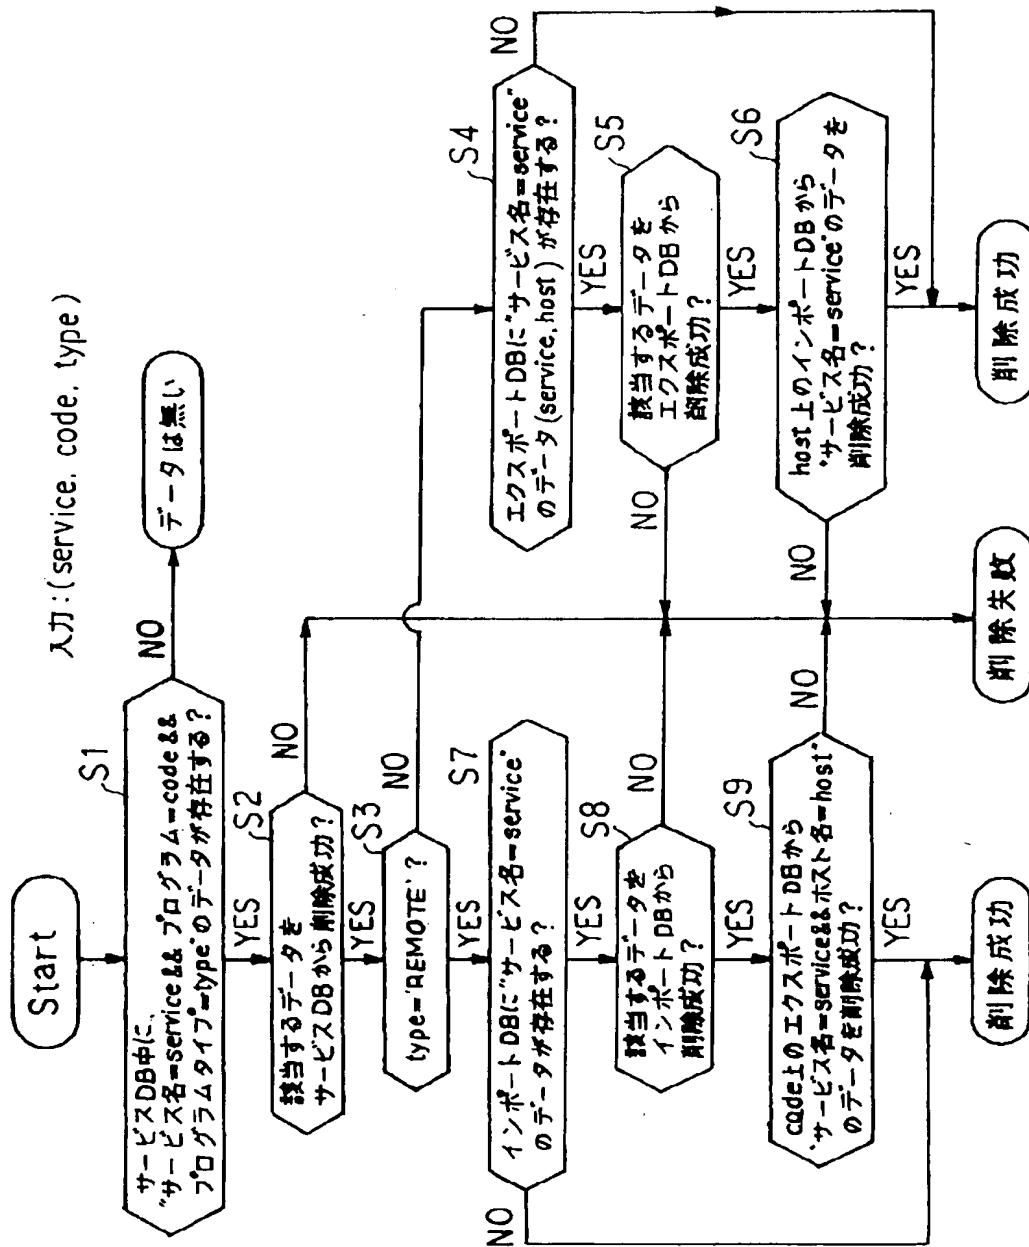 入力:(service, code, type)
Start
S1
サービスDB中に、
"サービス名=service&& プログラム=code&&
プログラムタイプ=type"のデータが存在する?
NO
データは無い
YES
S2
該当するデータを
サービスDBから削除成功?
NO
YES
S3
type='REMOTE'?
NO
YES
S4
エクスポートDBに"サービス名=service"
のデータ(service,host)が存在する?
NO
YES
S5
該当するデータを
エクスポートDBから
削除成功?
NO
YES
S6
host上のインポートDBから
"サービス名=service"のデータを
削除成功?
NO
YES
S7
インポートDBに"サービス名=service"
のデータが存在する?
NO
YES
S8
該当するデータを
インポートDBから
削除成功?
NO
YES
S9
code上のエクスポートDBから
"サービス名=service&&ホスト名=host"
のデータを削除成功?
NO
YES
削除成功
削除失敗
削除成功